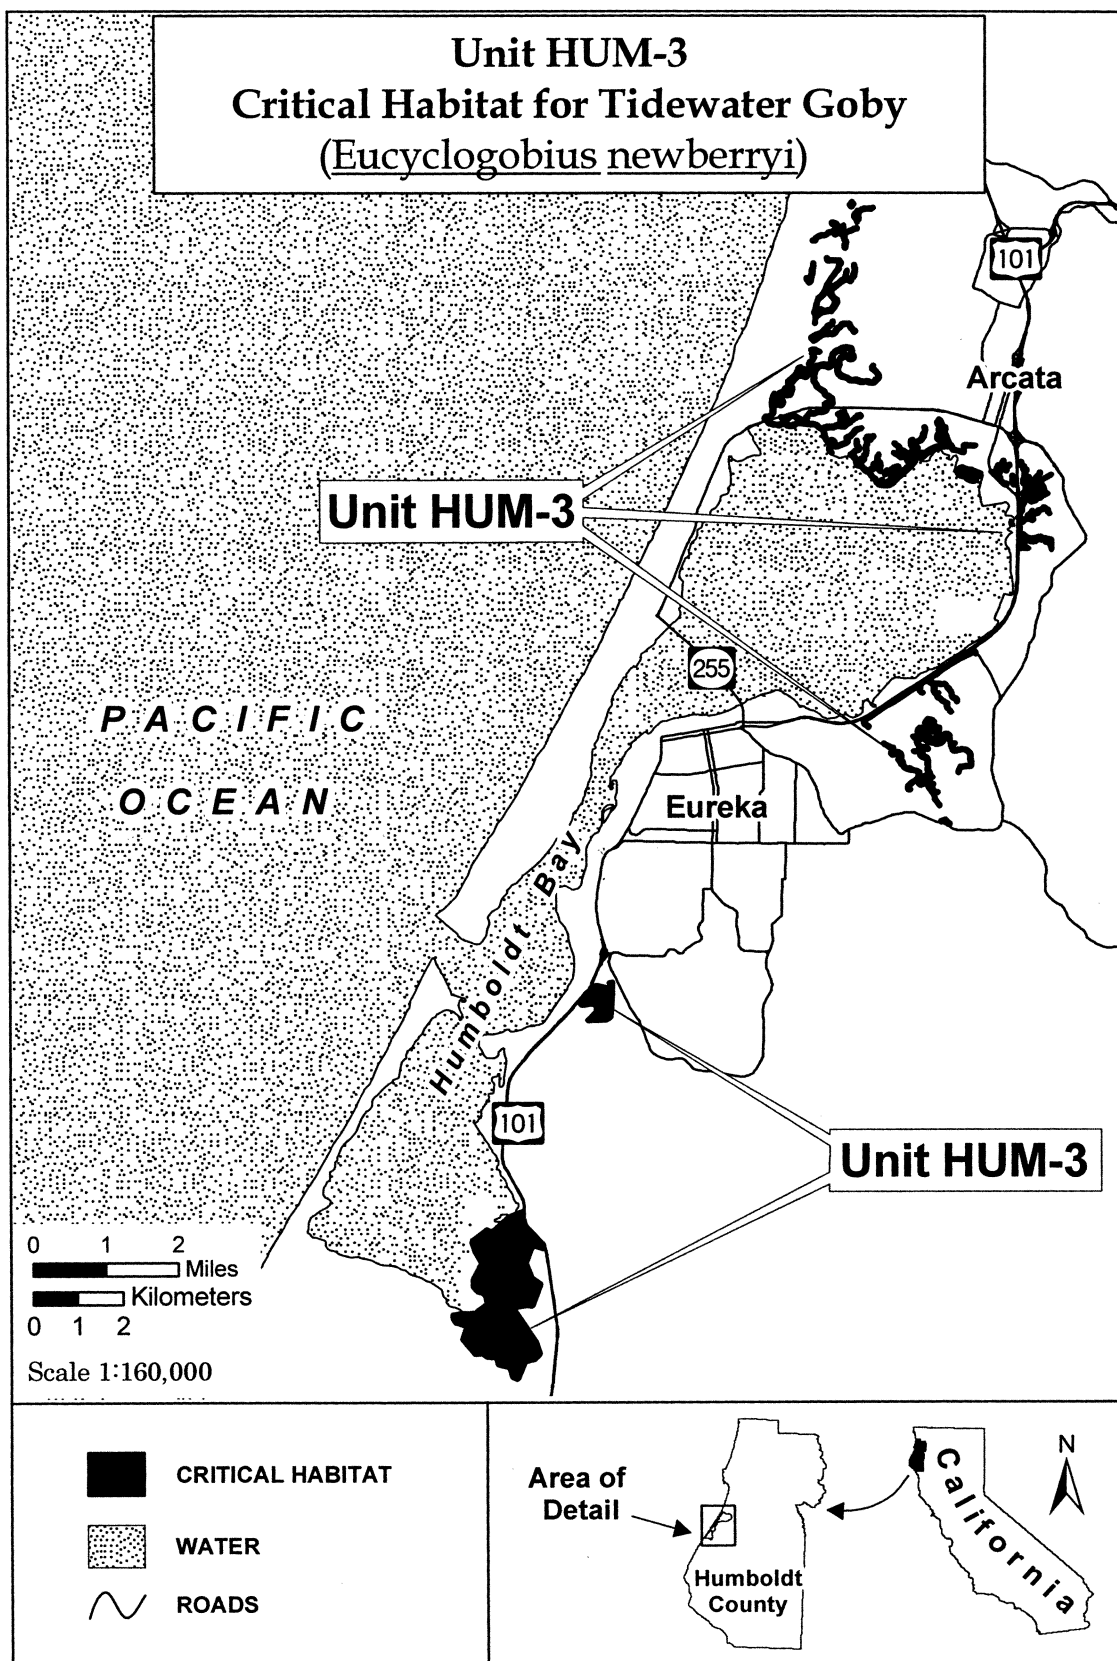 Unit HUM-3
Critical Habitat for Tidewater Goby
(Eucyclogobius newberryi)
101
Arcata
Unit HUM-3
255
PACIFIC
OCEAN
Eureka
Humboldt Bay
101
Unit HUM-3
0 1 2
Miles
Kilometers
0 1 2
Scale 1:160,000
CRITICAL HABITAT
WATER
ROADS
Area of
Detail
Humboldt
County
California
N